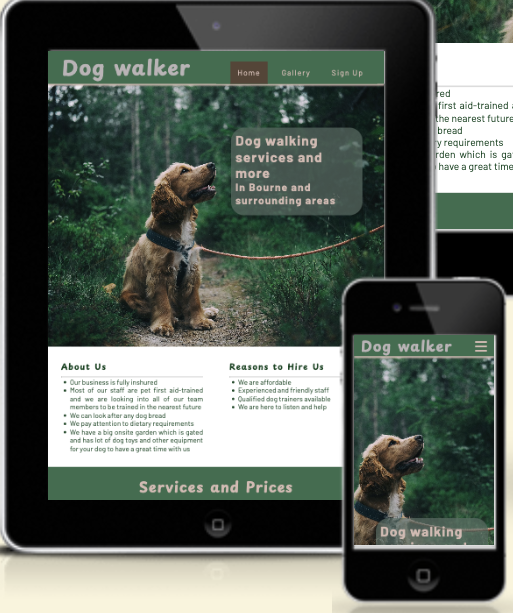 Dog walker
Home Gallery Sign Up
Dog walking
services and
more
In Bourne and
surrounding areas
About Us
Our business is fully inshured
Most of our staff are pet first aid-trained
and we are looking into all of our team
members to be trained in the nearest future
We can look after any dog bread
We pay attention to dietary requirements
We have a big onsite garden which is gated
and has lot of dog toys and other equipment
for your dog to have a great time with us
Reasons to Hire Us
We are affordable
Experienced and friendly staff
Qualified dog trainers available
We are here to listen and help
Services and Prices
ured
first aid-trained
the nearest future
bread
ry requirements
rden which is ga
have a great time
Dog walker
Dog walking